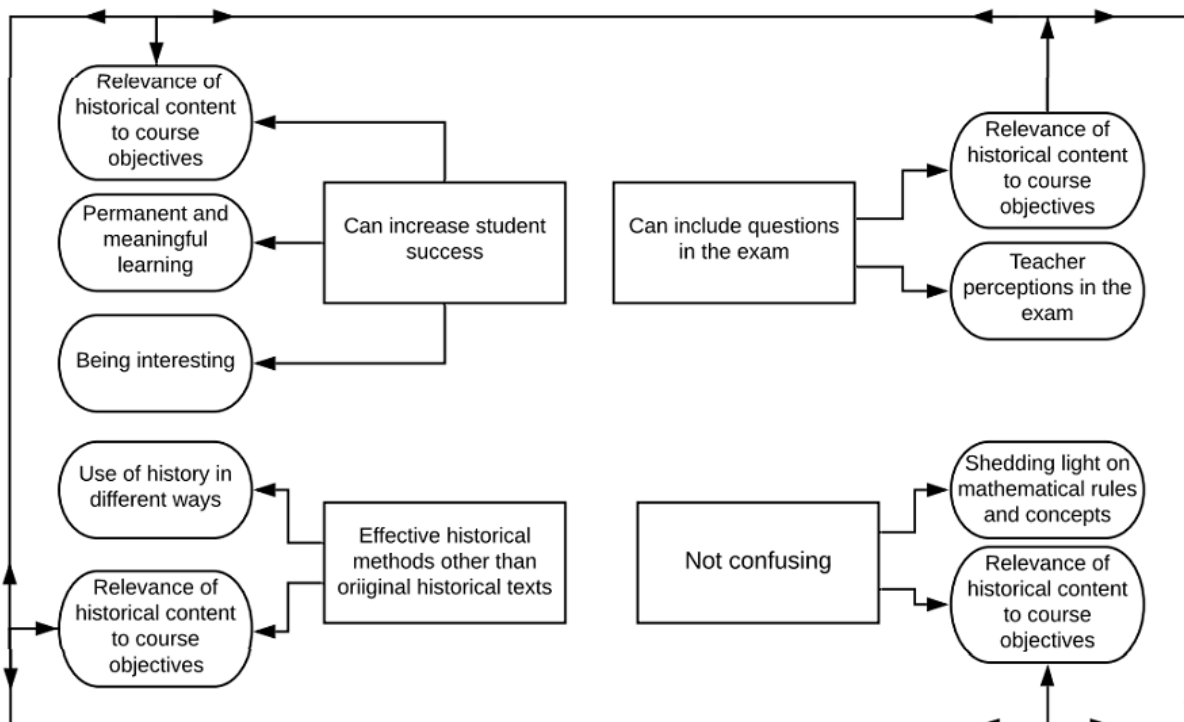 Relevance of
historical content
to course
objectives
Permanent and
meaningful
learning
Being interesting
Can increase student
success
Can include questions
in the exam
Relevance of
historical content
to course
objectives
Teacher
perceptions in the
exam
Use of history in
different ways
Relevance of
historical content
to course
objectives
Effective historical
methods other than
oriiginal historical texts
Not confusing
Shedding light on
mathematical rules
and concepts
Relevance of
historical content
to course
objectives